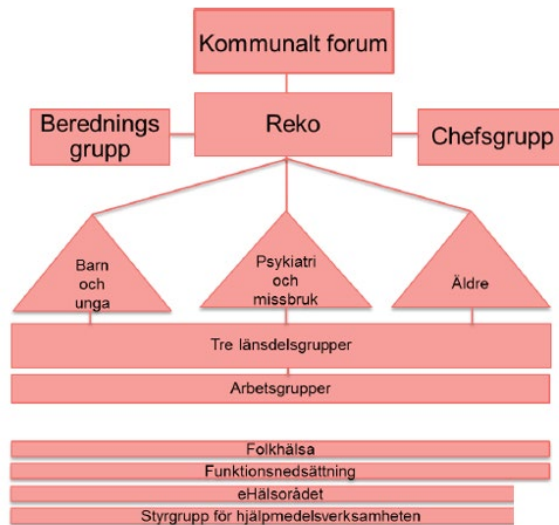 Kommunalt forum
Berednings
grupp
Reko
Chefsgrupp
Barn
och
unga
Psykiatri
och
missbruk
Äldre
Tre länsdelsgrupper
Arbetsgrupper
Folkhälsa
Funktionsnedsättning
eHälsorådet
Styrgrupp för hjälpmedelsverksamheten